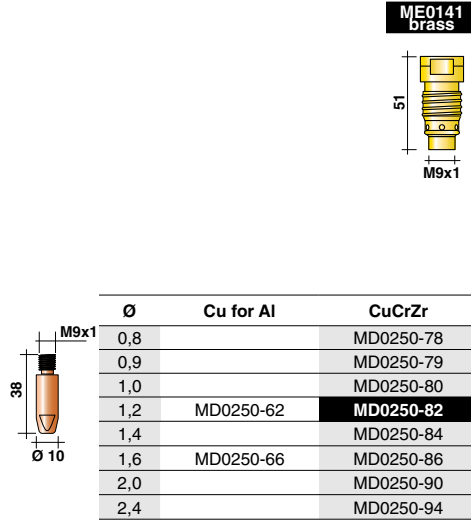 ME0141
brass
51
M9x1
Ø Cu for Al CuCrZr
M9x1
38
Ø 10
0,8 MD0250-78
0,9 MD0250-79
1,0 MD0250-80
1,2 MD0250-62 MD0250-82
1,4 MD0250-84
1,6 MD0250-66 MD0250-86
2,0 MD0250-90
2,4 MD0250-94